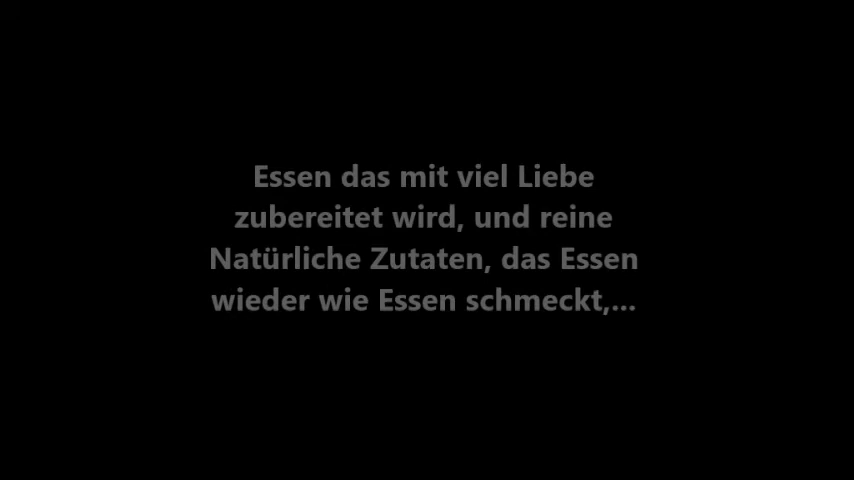 Essen das mit viel Liebe
zubereitet wird, und reine
Natürliche Zutaten, das Essen
wieder wie Essen schmeckt,...